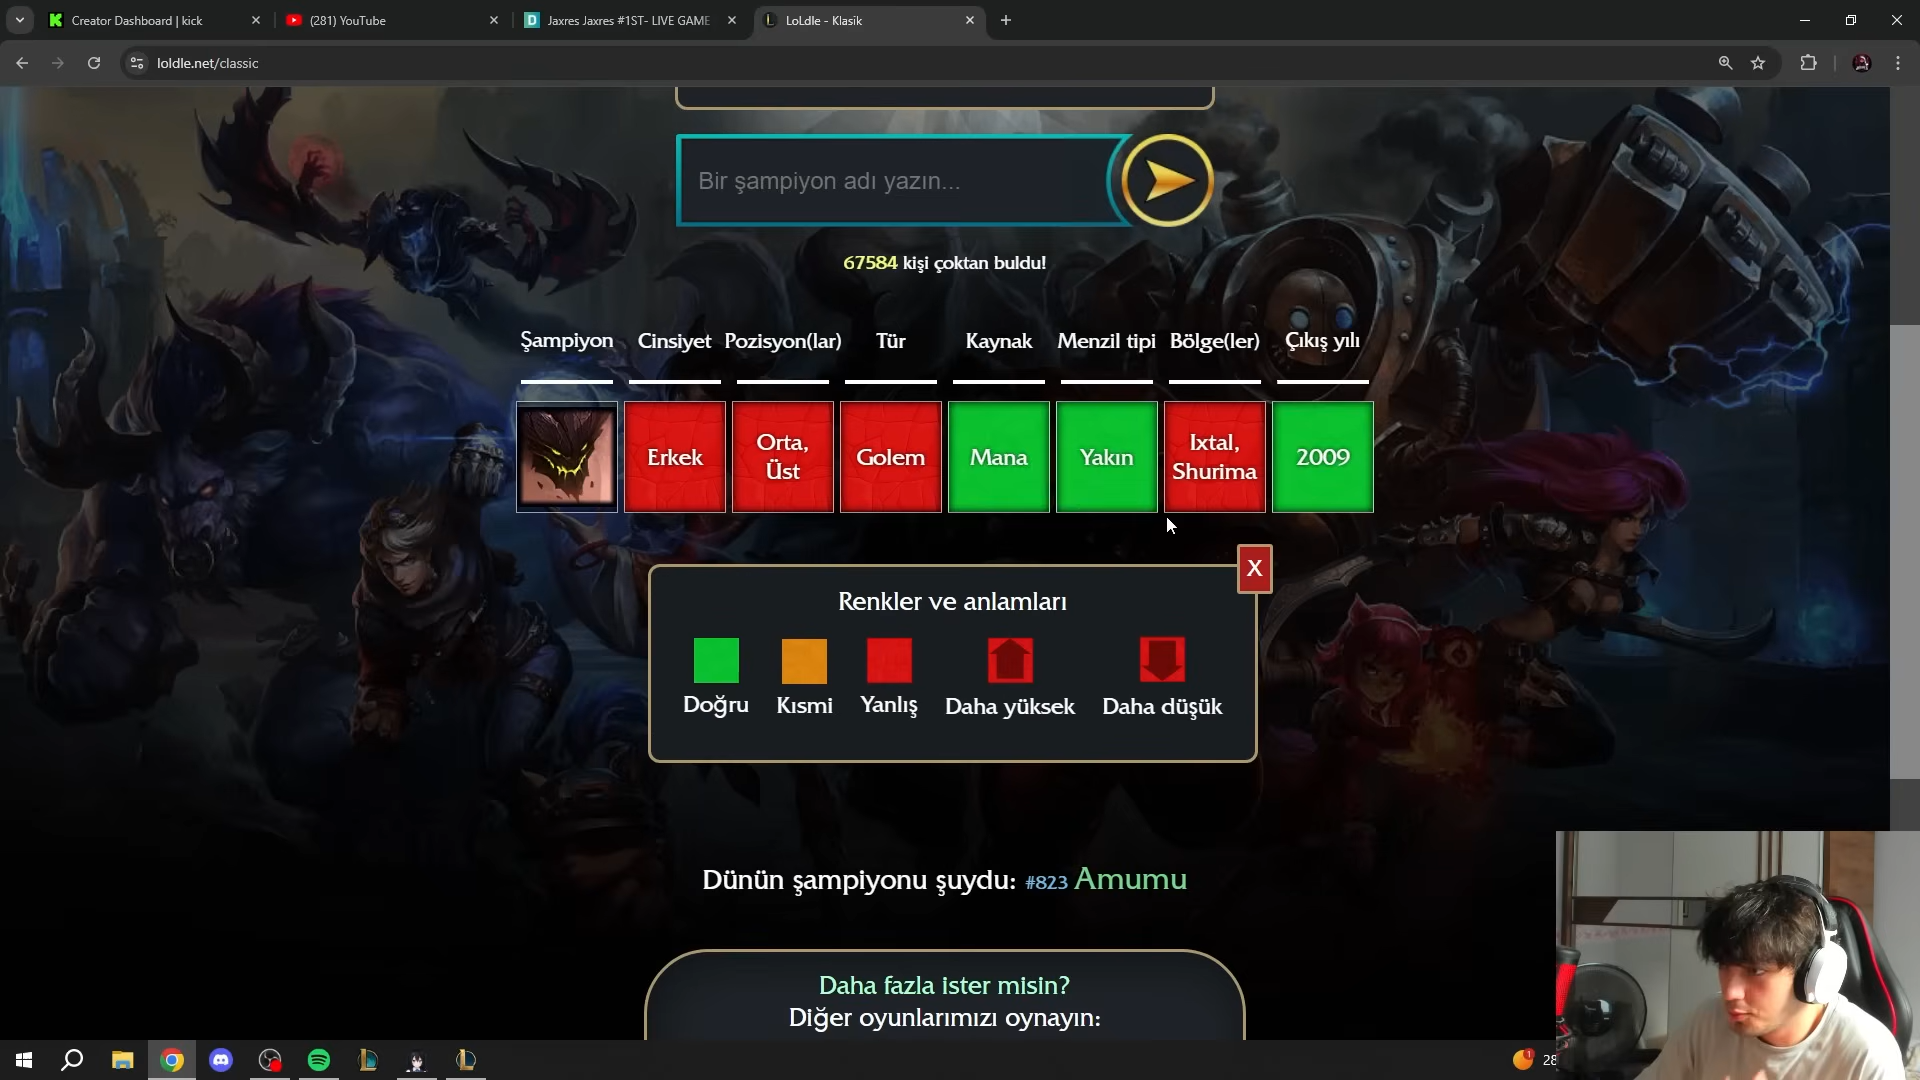 Creator Dashboard | kick
(281) YouTube
Jaxres Jaxres #1ST- LIVE GAME
LoLdle - Klasik
loldle.net/classic
Bir şampiyon adı yazın...
67584 kişi çoktan buldu!
Şampiyon Cinsiyet Pozisyon(lar) Tür Kaynak Menzil tipi Bölge(ler) Çıkış yılı
Erkek
Orta,
Üst
Golem
Mana
Yakın
Ixtal,
Shurima
2009
X
Renkler ve anlamları
Doğru Kısmi Yanlış Daha yüksek Daha düşük
Dünün şampiyonu şuydu: #823 Amumu
Daha fazla ister misin?
Diğer oyunlarımızı oynayın:
1
28